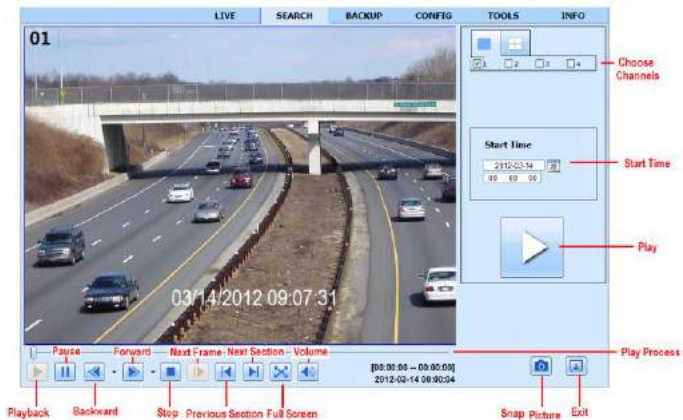 LIVE SEARCH BACKUP CONFIG TOOLS INFO
01
1 2 3 4
Choose
Channels
Start Time
2012-03-14
00 00 00
Start Time
Play
03/14/2012 09:07:31
Play Process
Pause Forward Next Frame Next Section Volume
[00:00:00 -- 00:00:00]
2012-03-14 00:00:04
Playback Backward Stop Previous Section Full Screen Snap Picture Exit